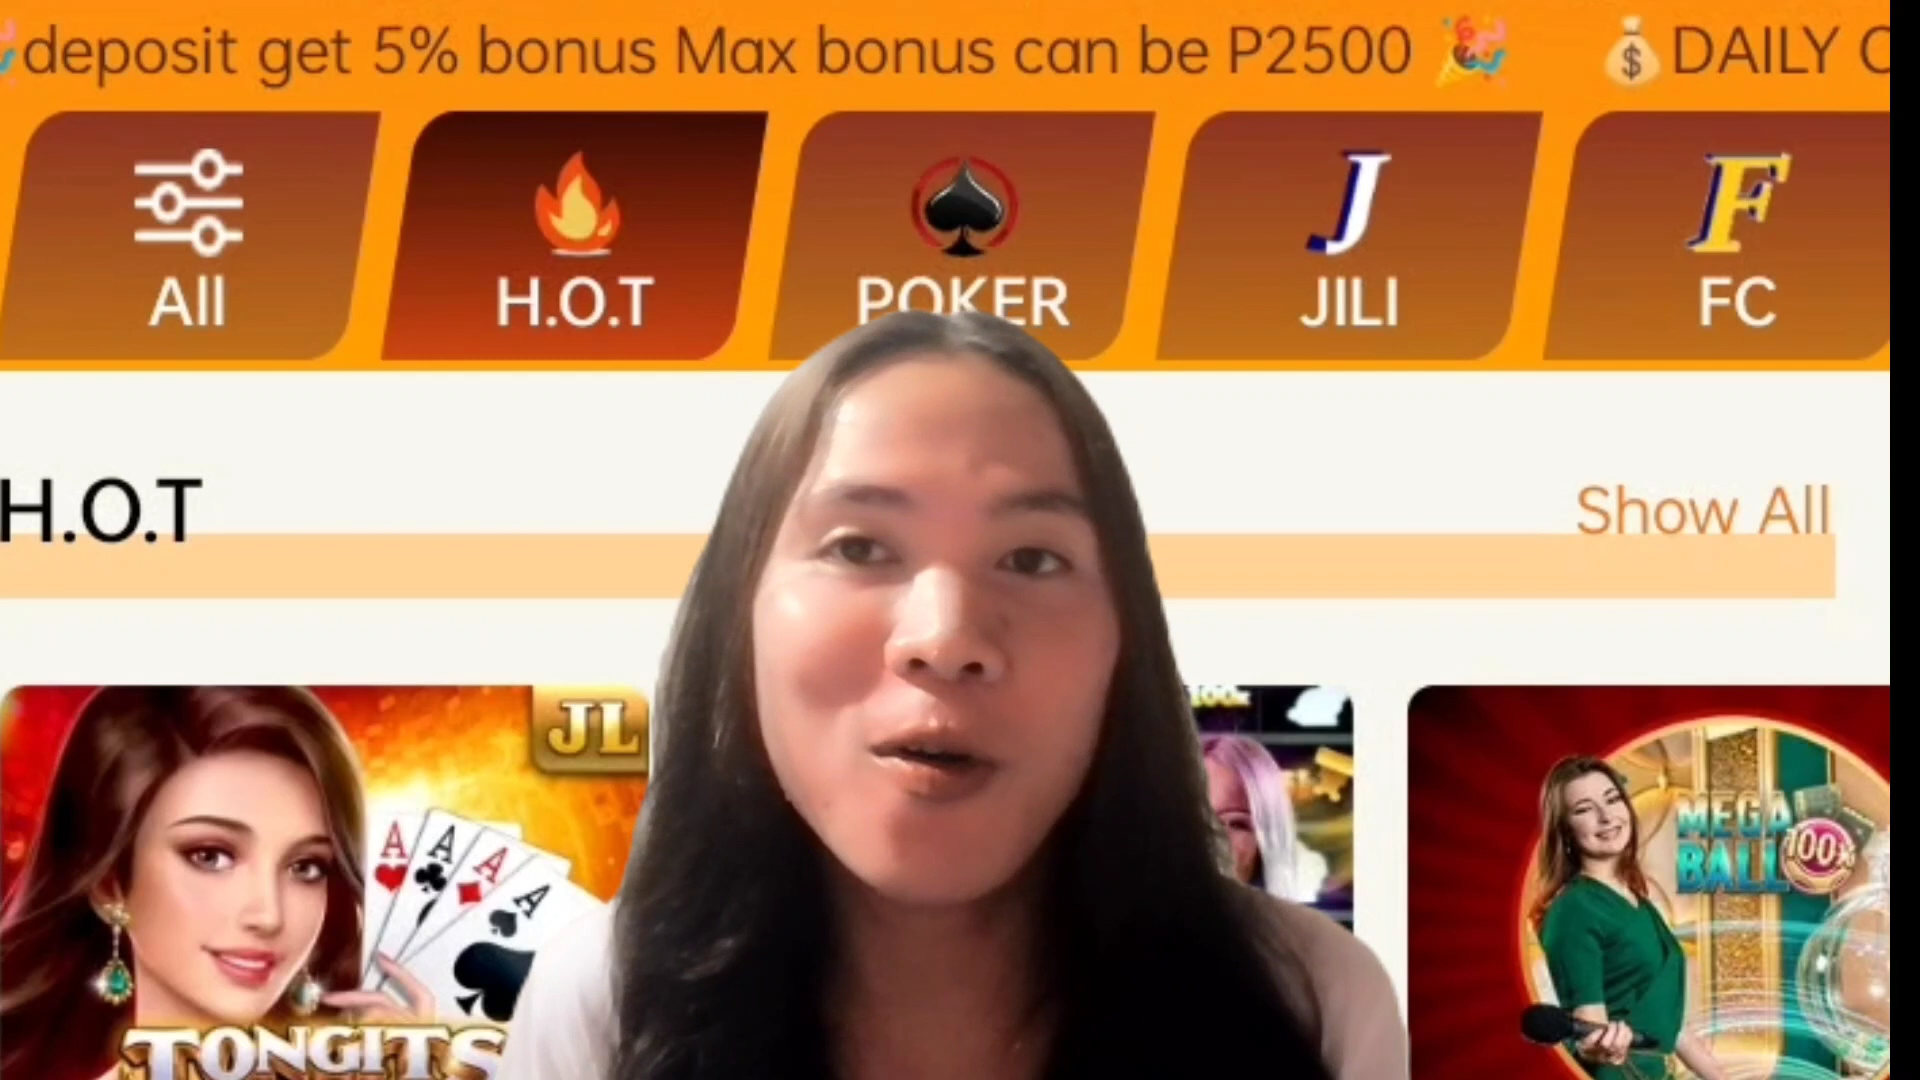 deposit get 5% bonus Max bonus can be P2500 🎉 💰DAILY
All
H.O.T
POKER
J
JILI
F
FC
H.O.T
Show All
JL
A A A A
TONGITS
MEGA
BALL
100x